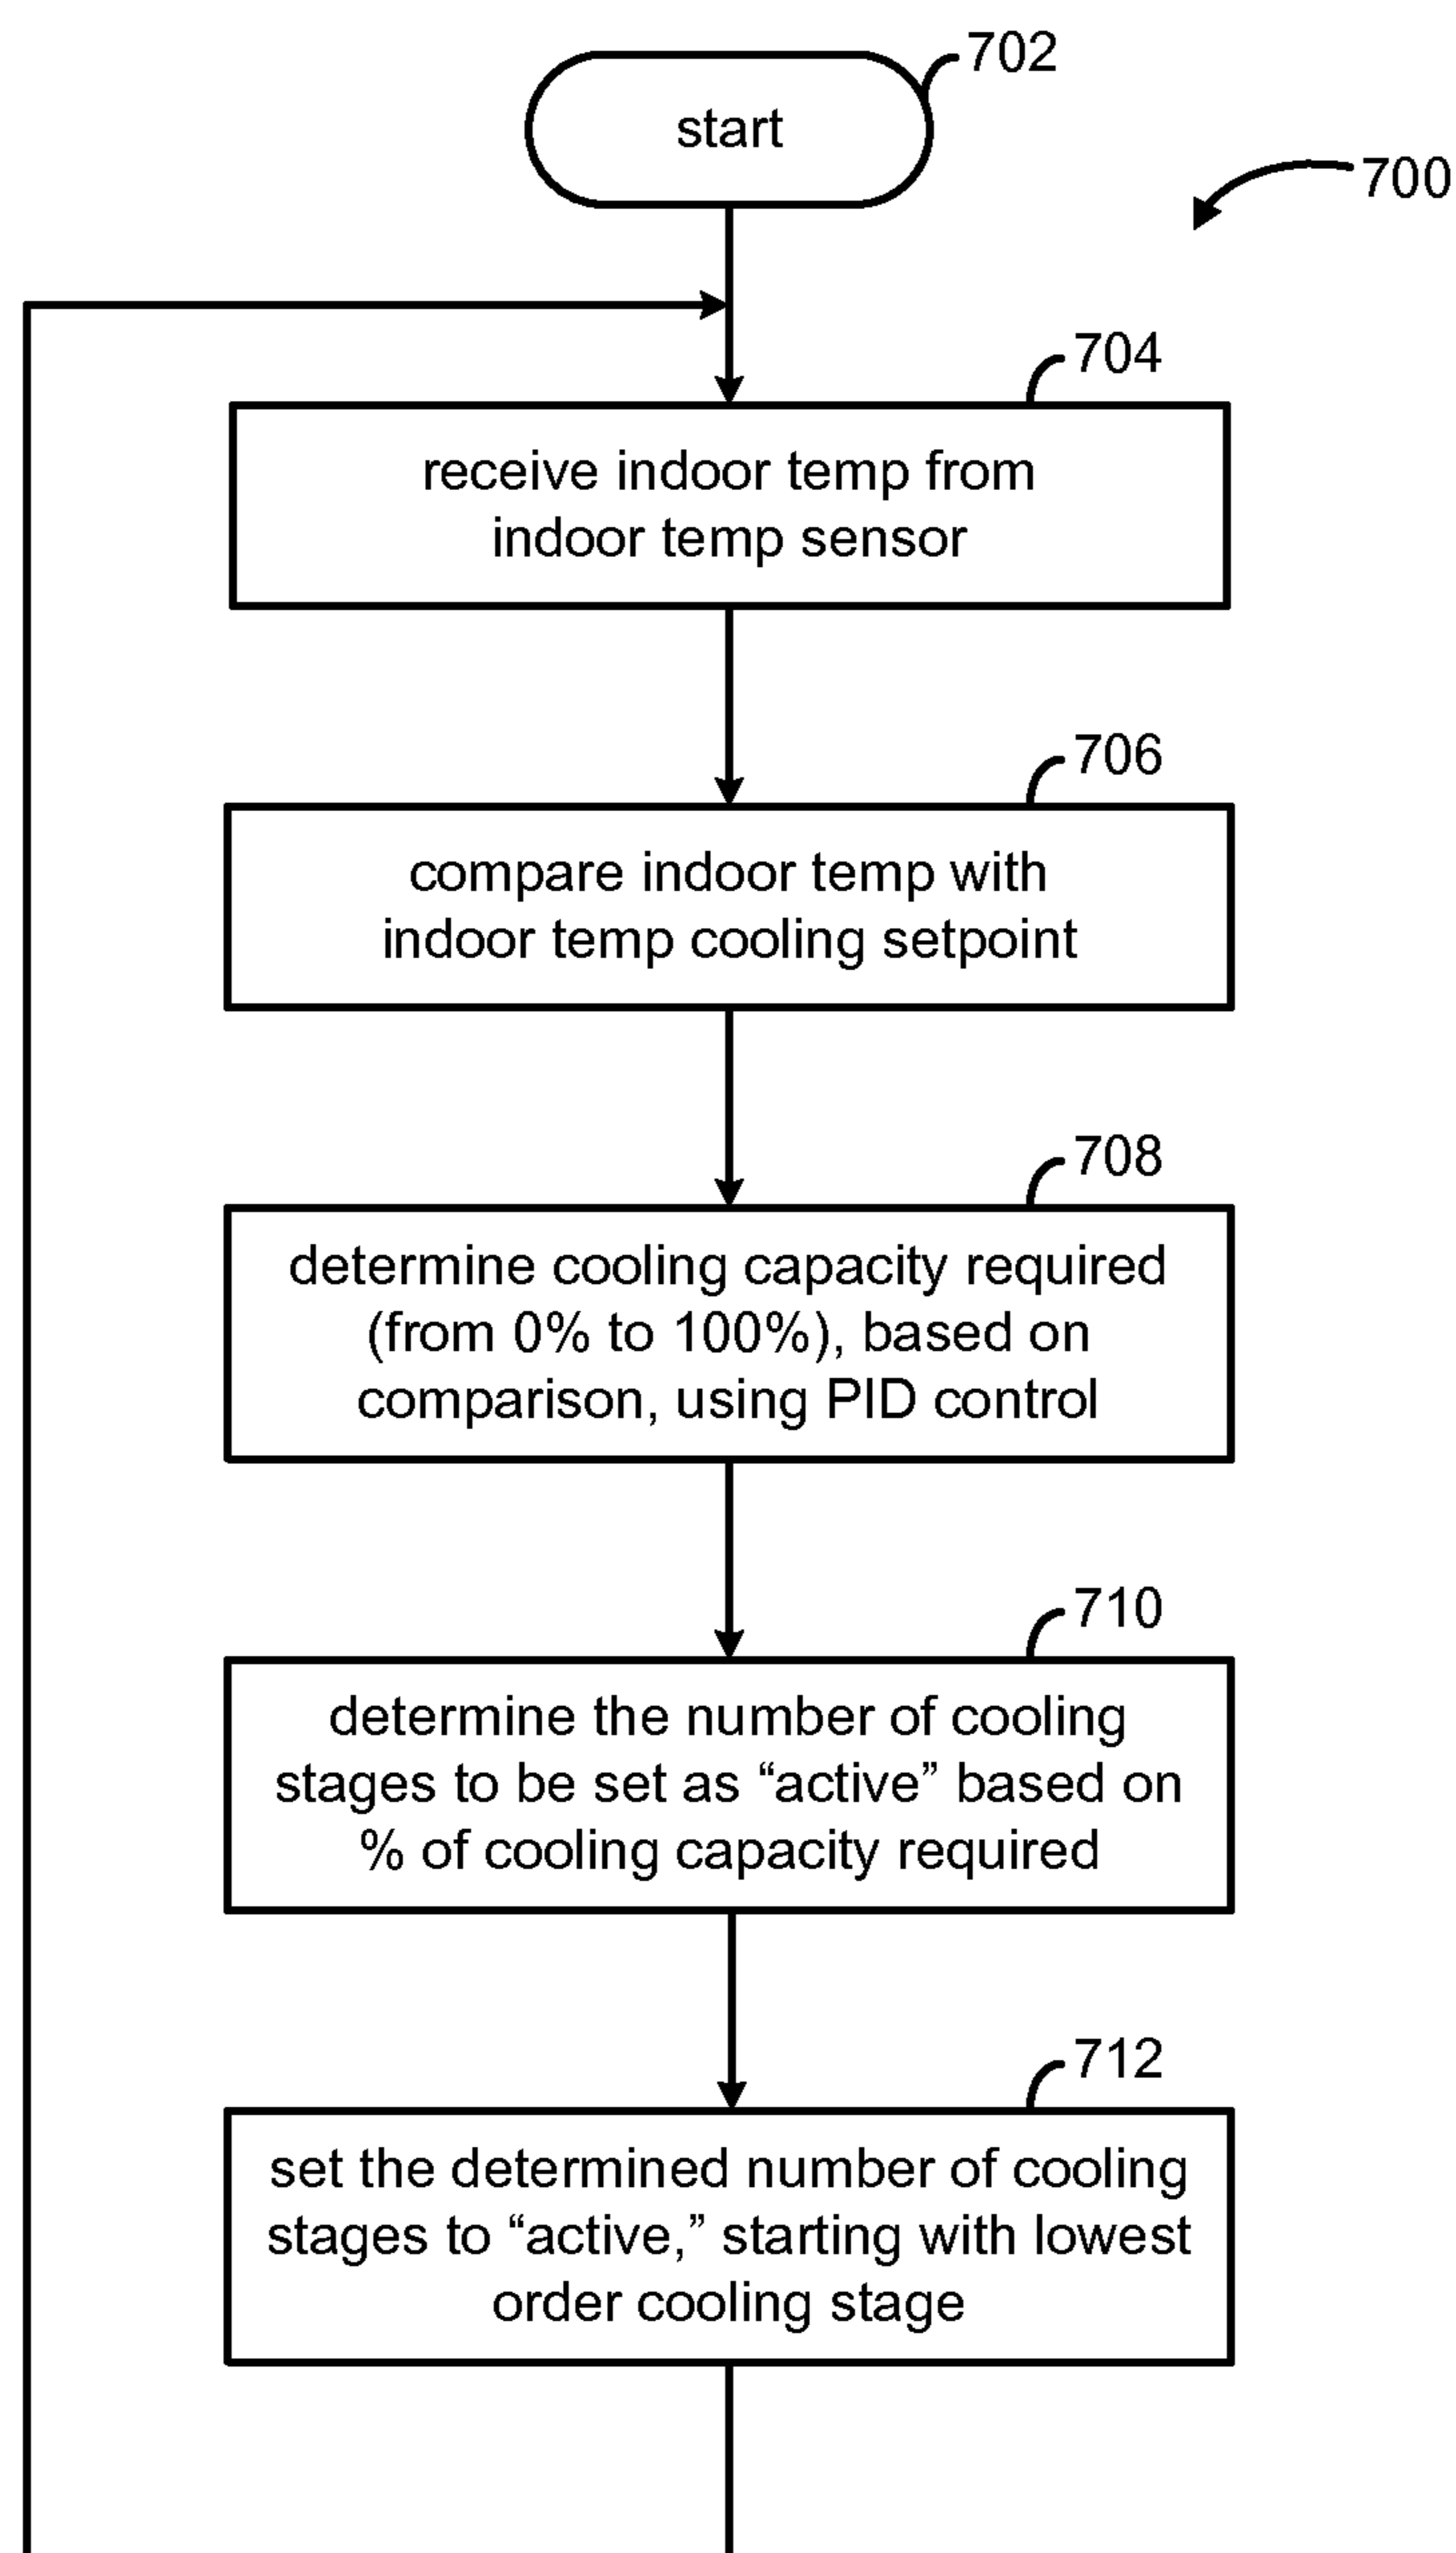 702
start
700
704
receive indoor temp from
indoor temp sensor
706
compare indoor temp with
indoor temp cooling setpoint
708
determine cooling capacity required
(from 0% to 100%), based on
comparison, using PID control
710
determine the number of cooling
stages to be set as “active” based on
% of cooling capacity required
712
set the determined number of cooling
stages to “active,” starting with lowest
order cooling stage